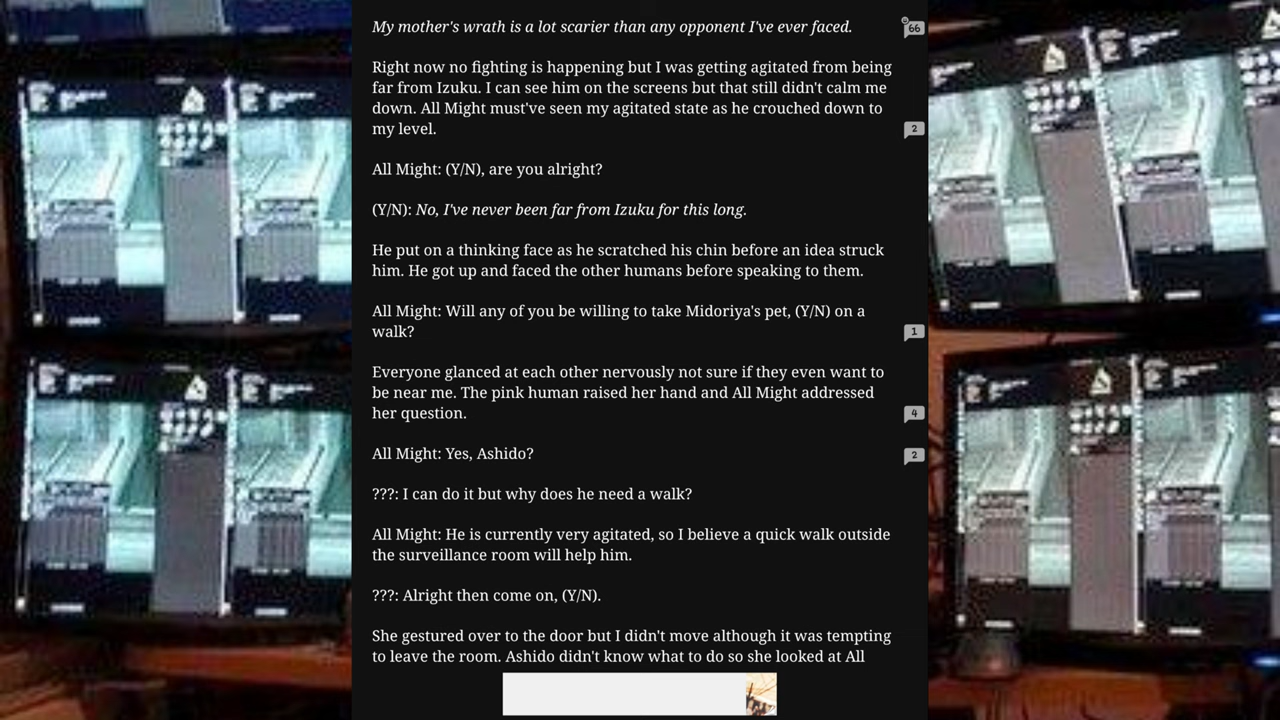 My mother's wrath is a lot scarier than any opponent I've ever faced.
66
Right now no fighting is happening but I was getting agitated from being
far from Izuku. I can see him on the screens but that still didn't calm me
down. All Might must've seen my agitated state as he crouched down to
my level.
2
All Might: (Y/N), are you alright?
(Y/N): No, I've never been far from Izuku for this long.
He put on a thinking face as he scratched his chin before an idea struck
him. He got up and faced the other humans before speaking to them.
All Might: Will any of you be willing to take Midoriya's pet, (Y/N) on a
walk?
1
Everyone glanced at each other nervously not sure if they even want to
be near me. The pink human raised her hand and All Might addressed
her question.
4
All Might: Yes, Ashido?
2
???: I can do it but why does he need a walk?
All Might: He is currently very agitated, so I believe a quick walk outside
the surveillance room will help him.
???: Alright then come on, (Y/N).
She gestured over to the door but I didn't move although it was tempting
to leave the room. Ashido didn't know what to do so she looked at All